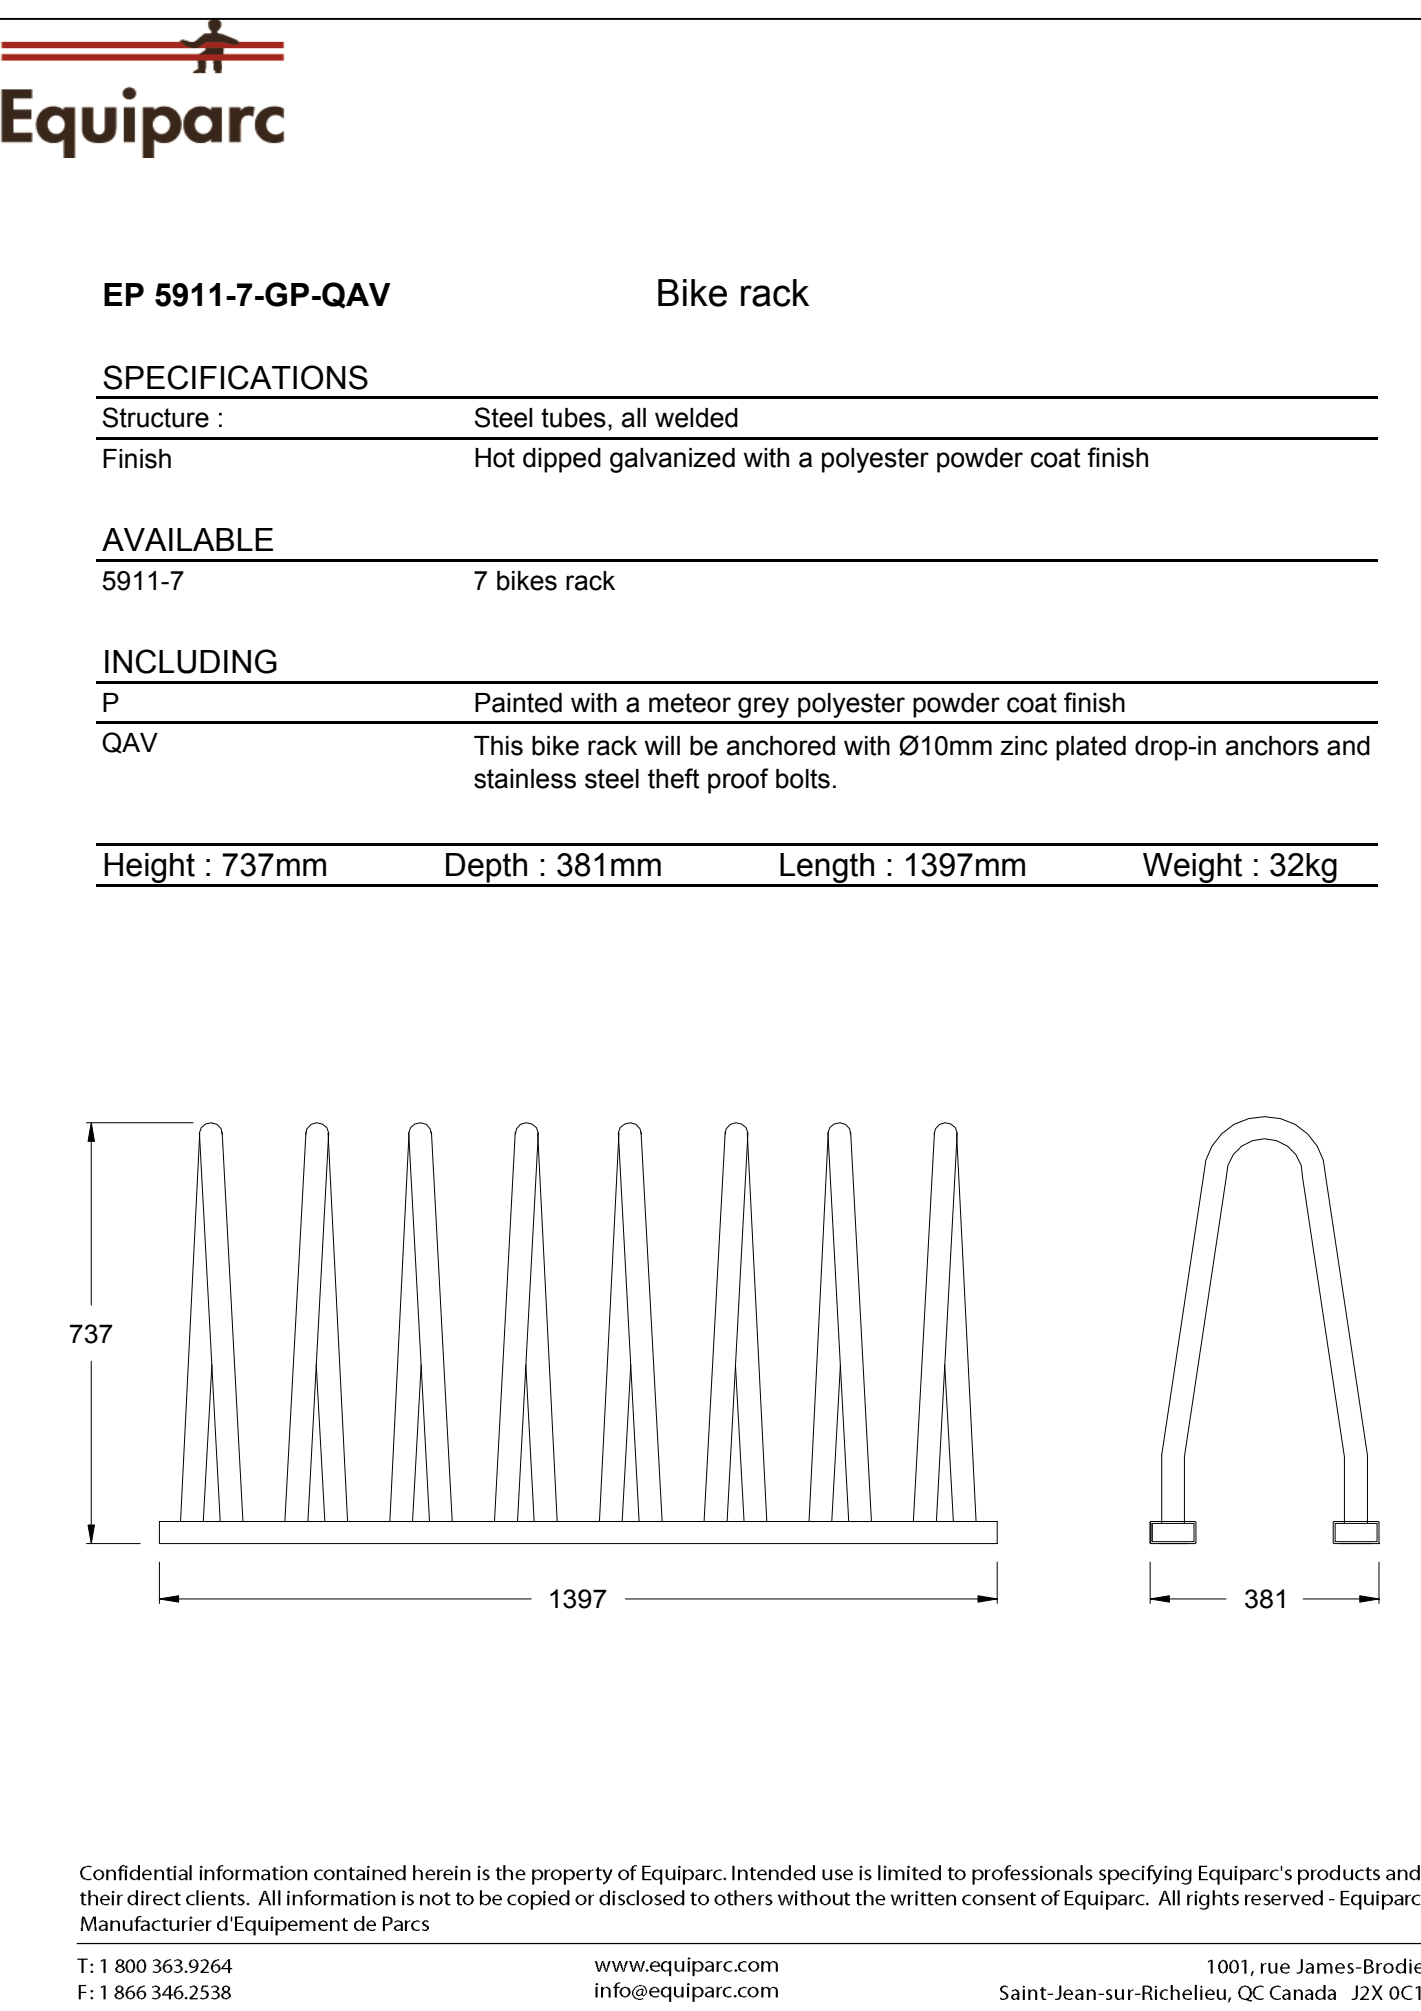 Equiparc
EP 5911-7-GP-QAV Bike rack
SPECIFICATIONS
Structure : Steel tubes, all welded
Finish Hot dipped galvanized with a polyester powder coat finish
AVAILABLE
5911-7 7 bikes rack
INCLUDING
P Painted with a meteor grey polyester powder coat finish
QAV This bike rack will be anchored with Ø10mm zinc plated drop-in anchors and
stainless steel theft proof bolts.
Height : 737mm Depth : 381mm Length : 1397mm Weight : 32kg
737
1397 381
Confidential information contained herein is the property of Equiparc. Intended use is limited to professionals specifying Equiparc's products and
their direct clients. All information is not to be copied or disclosed to others without the written consent of Equiparc. All rights reserved - Equiparc
Manufacturier d'Equipement de Parcs
T: 1 800 363.9264 www.equiparc.com 1001, rue James-Brodie
F: 1 866 346.2538 info@equiparc.com Saint-Jean-sur-Richelieu, QC Canada J2X 0C1